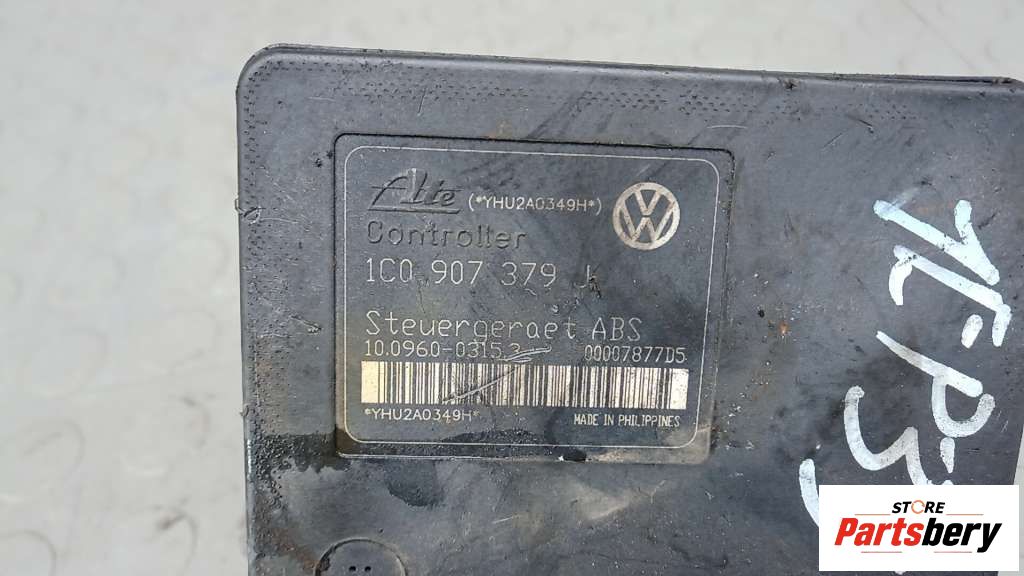 Ate (*YHU2A0349H*)
Controller
1C0 907 379 J
Steuergeraet ABS
10.0960-0315.3 00007877D5
*YHU2A0349H*
MADE IN PHILIPPINES
VW
STORE
Partsbery